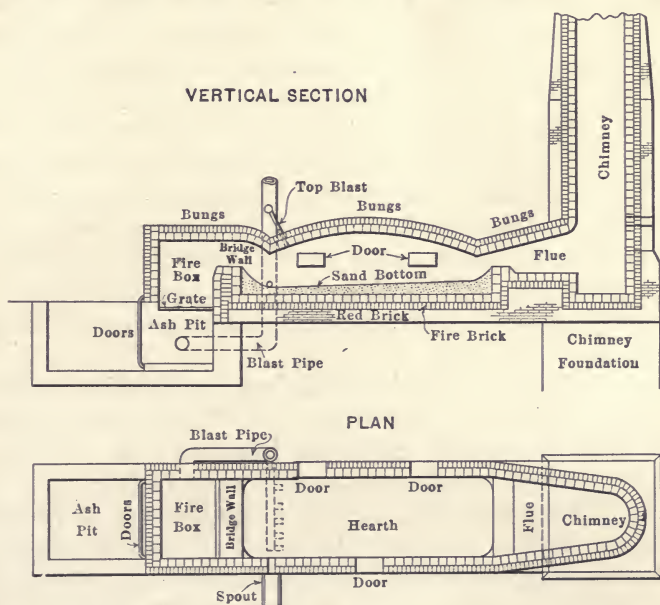 VERTICAL SECTION
Top Blast
Bungs
Bungs
Bungs
Chimney
Bridge
Wall
Door
Flue
Fire
Box
Sand Bottom
Grate
Doors
Ash Pit
Red Brick
Fire Brick
Blast Pipe
Chimney
Foundation
PLAN
Blast Pipe
Door
Door
Ash
Pit
Doors
Fire
Box
Bridge Wall
Hearth
Flue
Chimney
Door
Spout